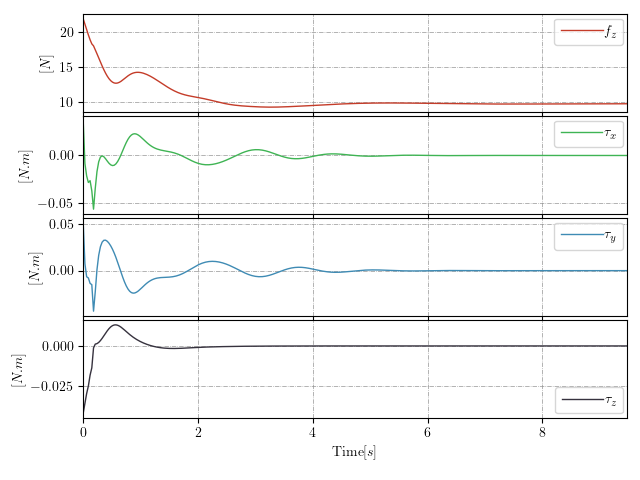 [N]
20
15
10
f_z
[N.m]
0.00
−0.05
τ_x
[N.m]
0.05
0.00
τ_y
[N.m]
0.000
−0.025
τ_z
0 2 4 6 8
Time[s]